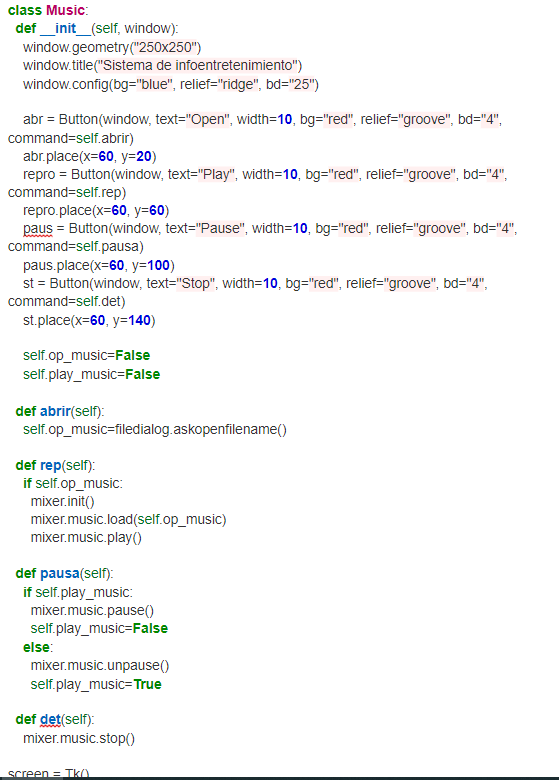 class Music:
def __init__(self, window):
window.geometry("250x250")
window.title("Sistema de infoentretenimiento")
window.config(bg="blue", relief="ridge", bd="25")
abr = Button(window, text="Open", width=10, bg="red", relief="groove", bd="4",
command=self.abrir)
abr.place(x=60, y=20)
repro = Button(window, text="Play", width=10, bg="red", relief="groove", bd="4",
command=self.rep)
repro.place(x=60, y=60)
paus = Button(window, text="Pause", width=10, bg="red", relief="groove", bd="4",
command=self.pausa)
paus.place(x=60, y=100)
st = Button(window, text="Stop", width=10, bg="red", relief="groove", bd="4",
command=self.det)
st.place(x=60, y=140)
self.op_music=False
self.play_music=False
def abrir(self):
self.op_music=filedialog.askopenfilename()
def rep(self):
if self.op_music:
mixer.init()
mixer.music.load(self.op_music)
mixer.music.play()
def pausa(self):
if self.play_music:
mixer.music.pause()
self.play_music=False
else:
mixer.music.unpause()
self.play_music=True
def det(self):
mixer.music.stop()
screen = Tk()